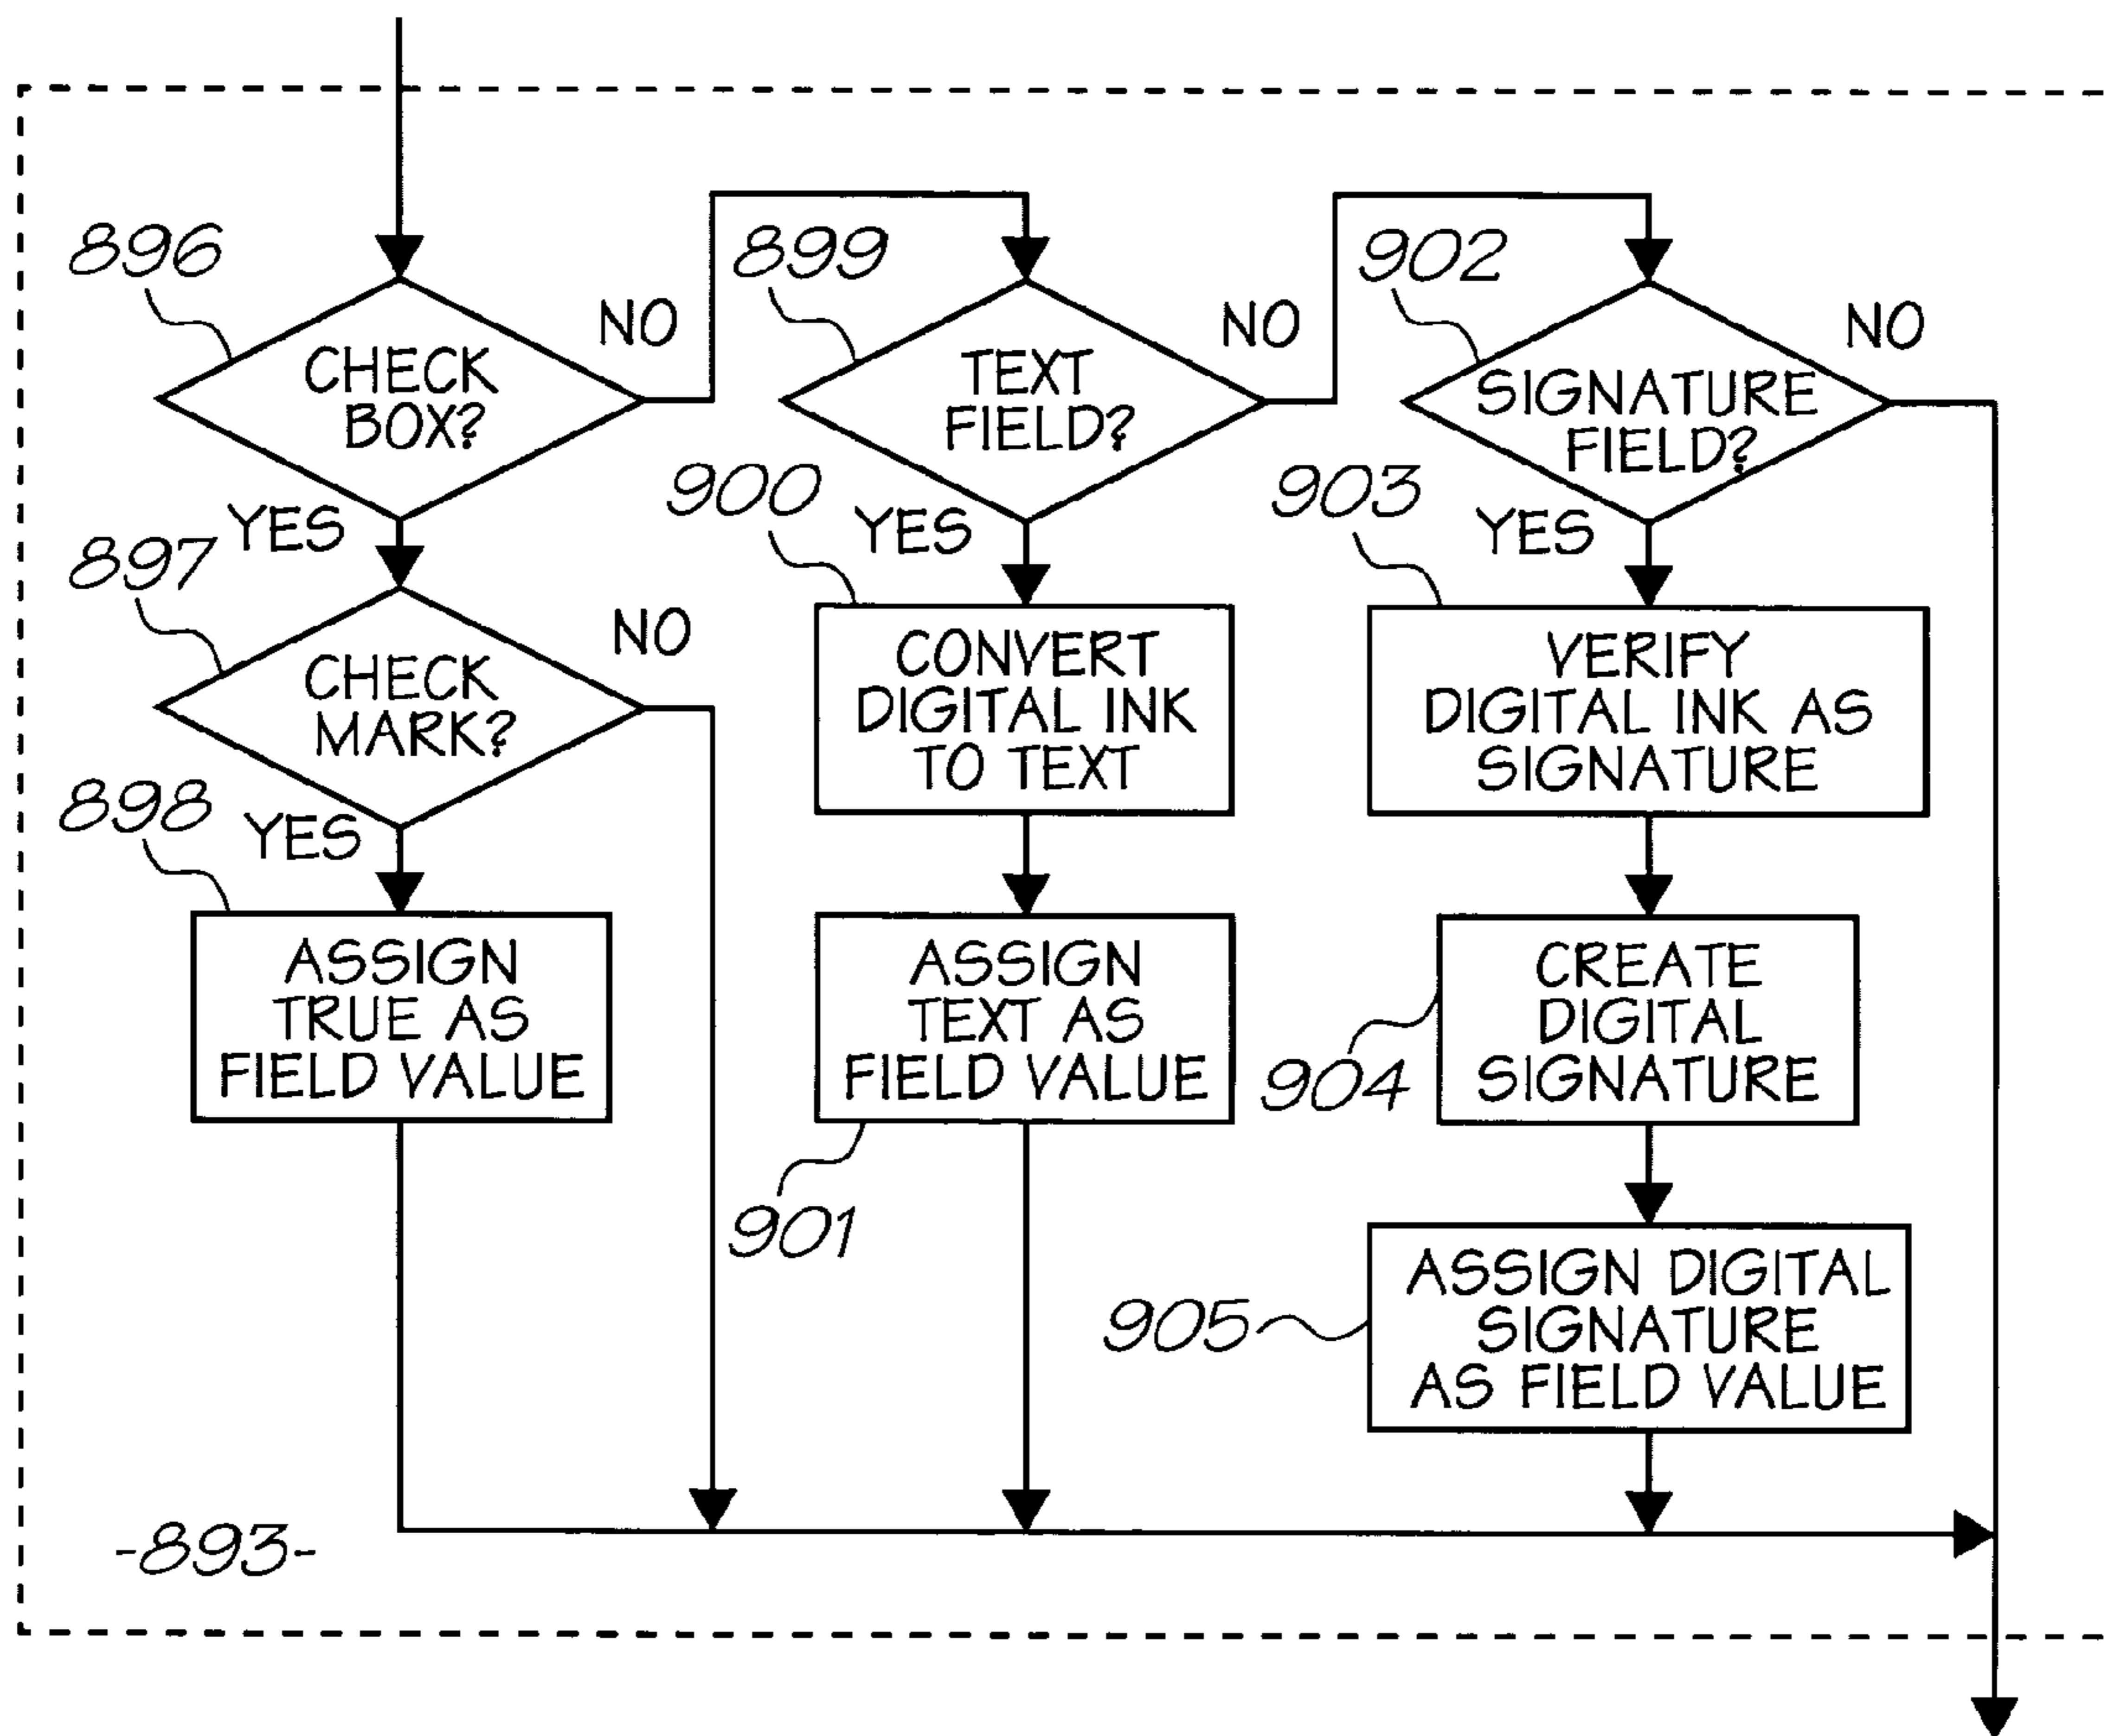 896
CHECK
BOX?
NO
YES
897
CHECK
MARK?
NO
YES
898
ASSIGN
TRUE AS
FIELD VALUE
899
TEXT
FIELD?
NO
YES
900
CONVERT
DIGITAL INK
TO TEXT
ASSIGN
TEXT AS
FIELD VALUE
901
902
SIGNATURE
FIELD?
NO
YES
903
VERIFY
DIGITAL INK AS
SIGNATURE
CREATE
DIGITAL
SIGNATURE
904
ASSIGN DIGITAL
SIGNATURE
AS FIELD VALUE
905
-893-